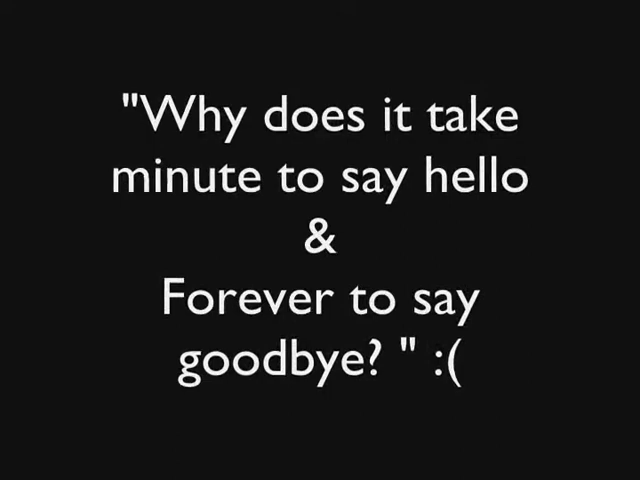 "Why does it take
minute to say hello
&
Forever to say
goodbye? " :(